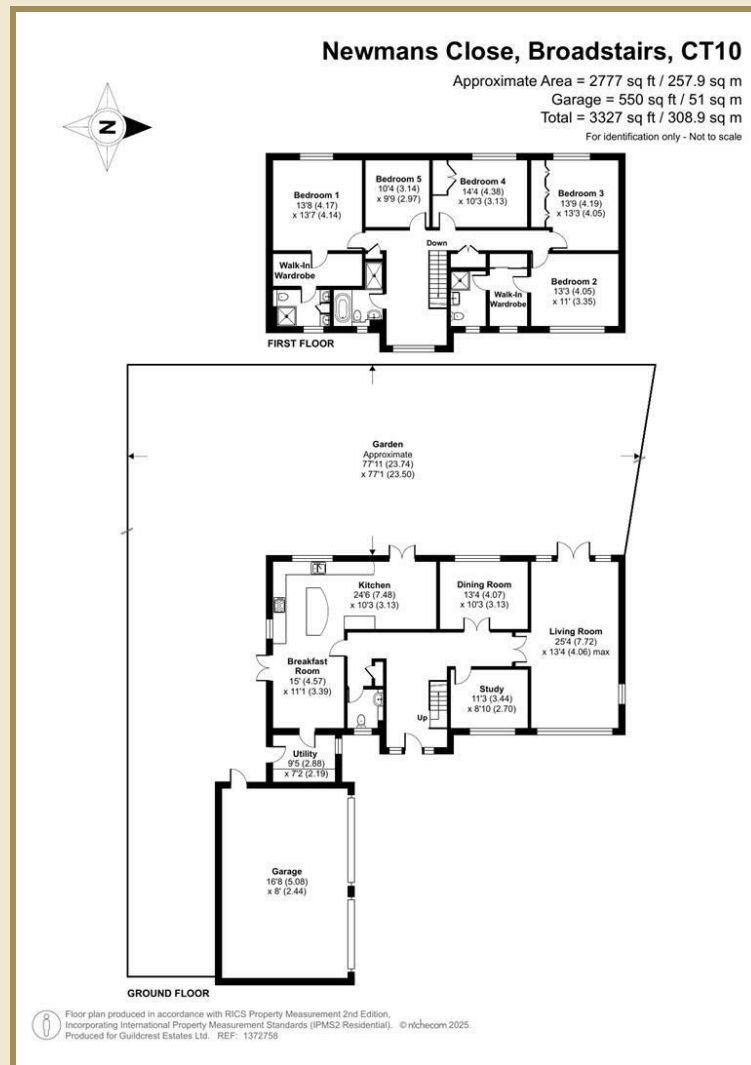 Newmans Close, Broadstairs, CT10
Approximate Area = 2777 sq ft / 257.9 sq m
Garage = 550 sq ft / 51 sq m
Total = 3327 sq ft / 308.9 sq m
For identification only - Not to scale
N
Bedroom 1
13'8 (4.17)
x 13'7 (4.14)
Bedroom 5
10'4 (3.14)
x 9'9 (2.97)
Bedroom 4
14'4 (4.38)
x 10'3 (3.13)
Bedroom 3
13'9 (4.19)
x 13'3 (4.05)
Down
Walk-In
Wardrobe
Walk-In
Wardrobe
Bedroom 2
13'3 (4.05)
x 11' (3.35)
FIRST FLOOR
Garden
Approximate
77'11 (23.74)
x 77'1 (23.50)
Kitchen
24'6 (7.48)
x 10'3 (3.13)
Dining Room
13'4 (4.07)
x 10'3 (3.13)
Living Room
25'4 (7.72)
x 13'4 (4.06) max
Breakfast
Room
15' (4.57)
x 11'1 (3.39)
Study
11'3 (3.44)
x 8'10 (2.70)
Up
Utility
9'5 (2.88)
x 7'2 (2.19)
Garage
16'8 (5.08)
x 8' (2.44)
GROUND FLOOR
Floor plan produced in accordance with RICS Property Measurement 2nd Edition,
Incorporating International Property Measurement Standards (IPMS2 Residential). © nichecom 2025.
Produced for Guildcrest Estates Ltd. REF: 1372758